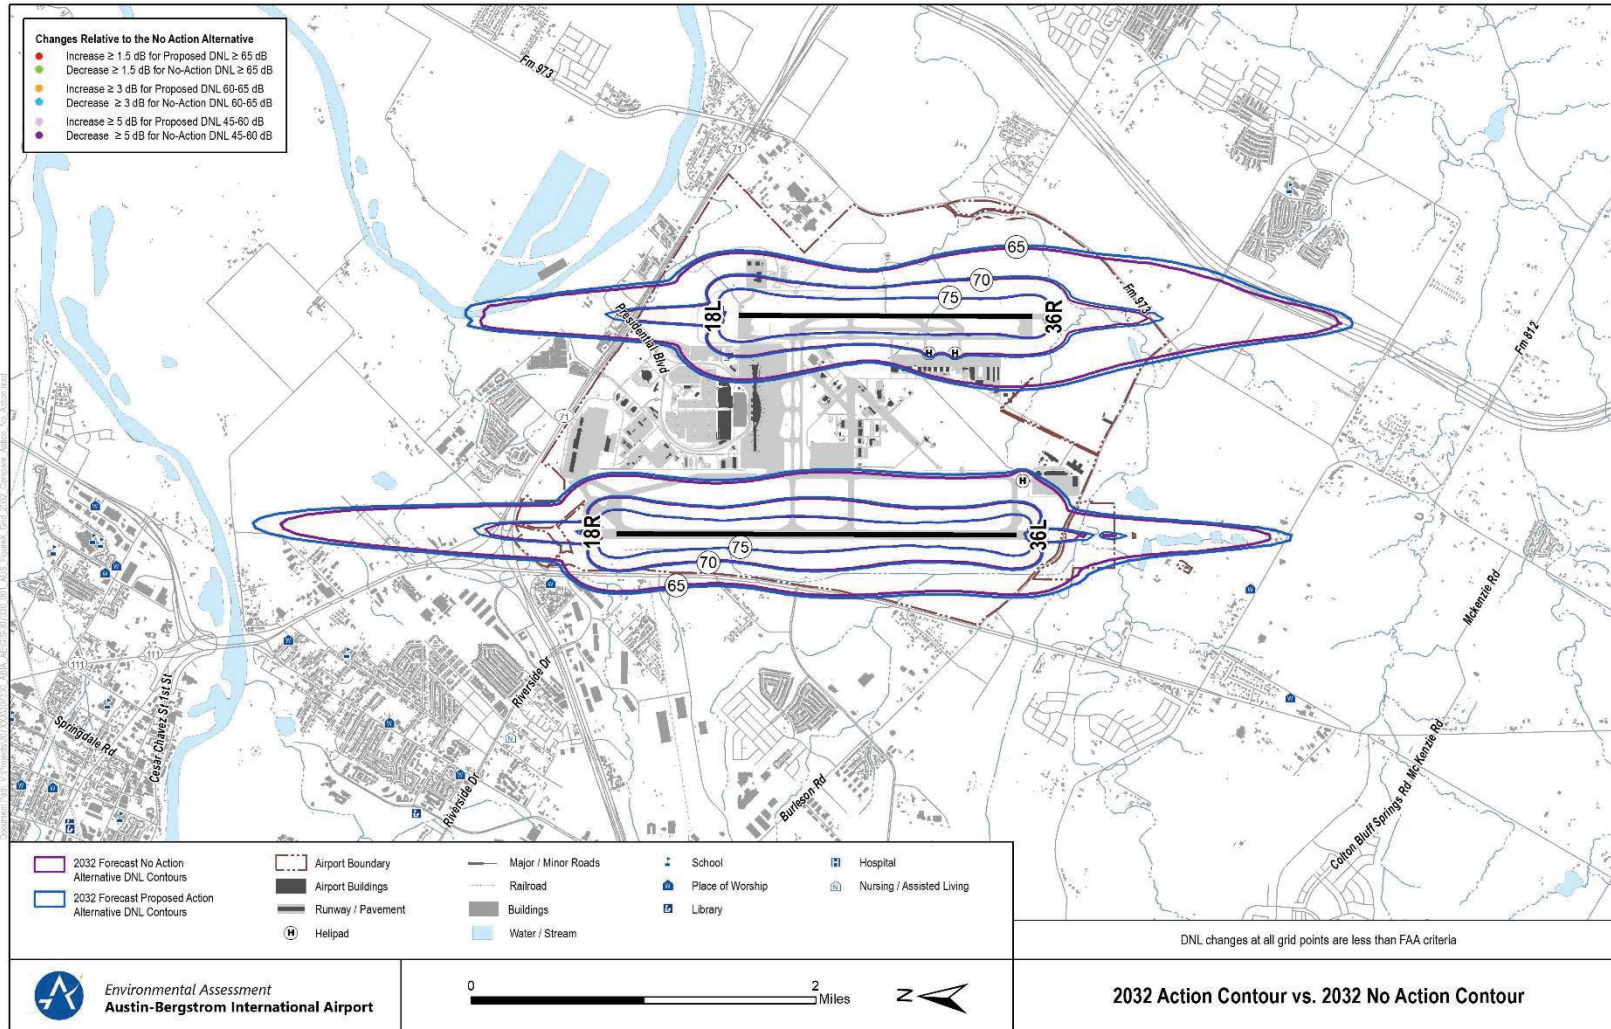 Changes Relative to the No Action Alternative
Increase ≥ 1.5 dB for Proposed DNL ≥ 65 dB
Decrease ≥ 1.5 dB for No-Action DNL ≥ 65 dB
Increase ≥ 3 dB for Proposed DNL 60-65 dB
Decrease ≥ 3 dB for No-Action DNL 60-65 dB
Increase ≥ 5 dB for Proposed DNL 45-60 dB
Decrease ≥ 5 dB for No-Action DNL 45-60 dB
Fm 973
71
65
70
75
18L
36R
Fm 973
Fm 812
Presidential Blvd
H
H
71
H
18R
36L
75
70
65
Mckenzie Rd
111
111
Springdale Rd
Cesar Chavez St 1st St
Riverside Dr
Riverside Dr
Burleson Rd
Colton Bluff Springs Rd Mc Kenzie Rd
2032 Forecast No Action
Alternative DNL Contours
2032 Forecast Proposed Action
Alternative DNL Contours
Airport Boundary
Airport Buildings
Runway / Pavement
H Helipad
Major / Minor Roads
Railroad
Buildings
Water / Stream
School
Place of Worship
Library
H Hospital
N Nursing / Assisted Living
DNL changes at all grid points are less than FAA criteria
Environmental Assessment
Austin-Bergstrom International Airport
0 2
Miles
N
2032 Action Contour vs. 2032 No Action Contour